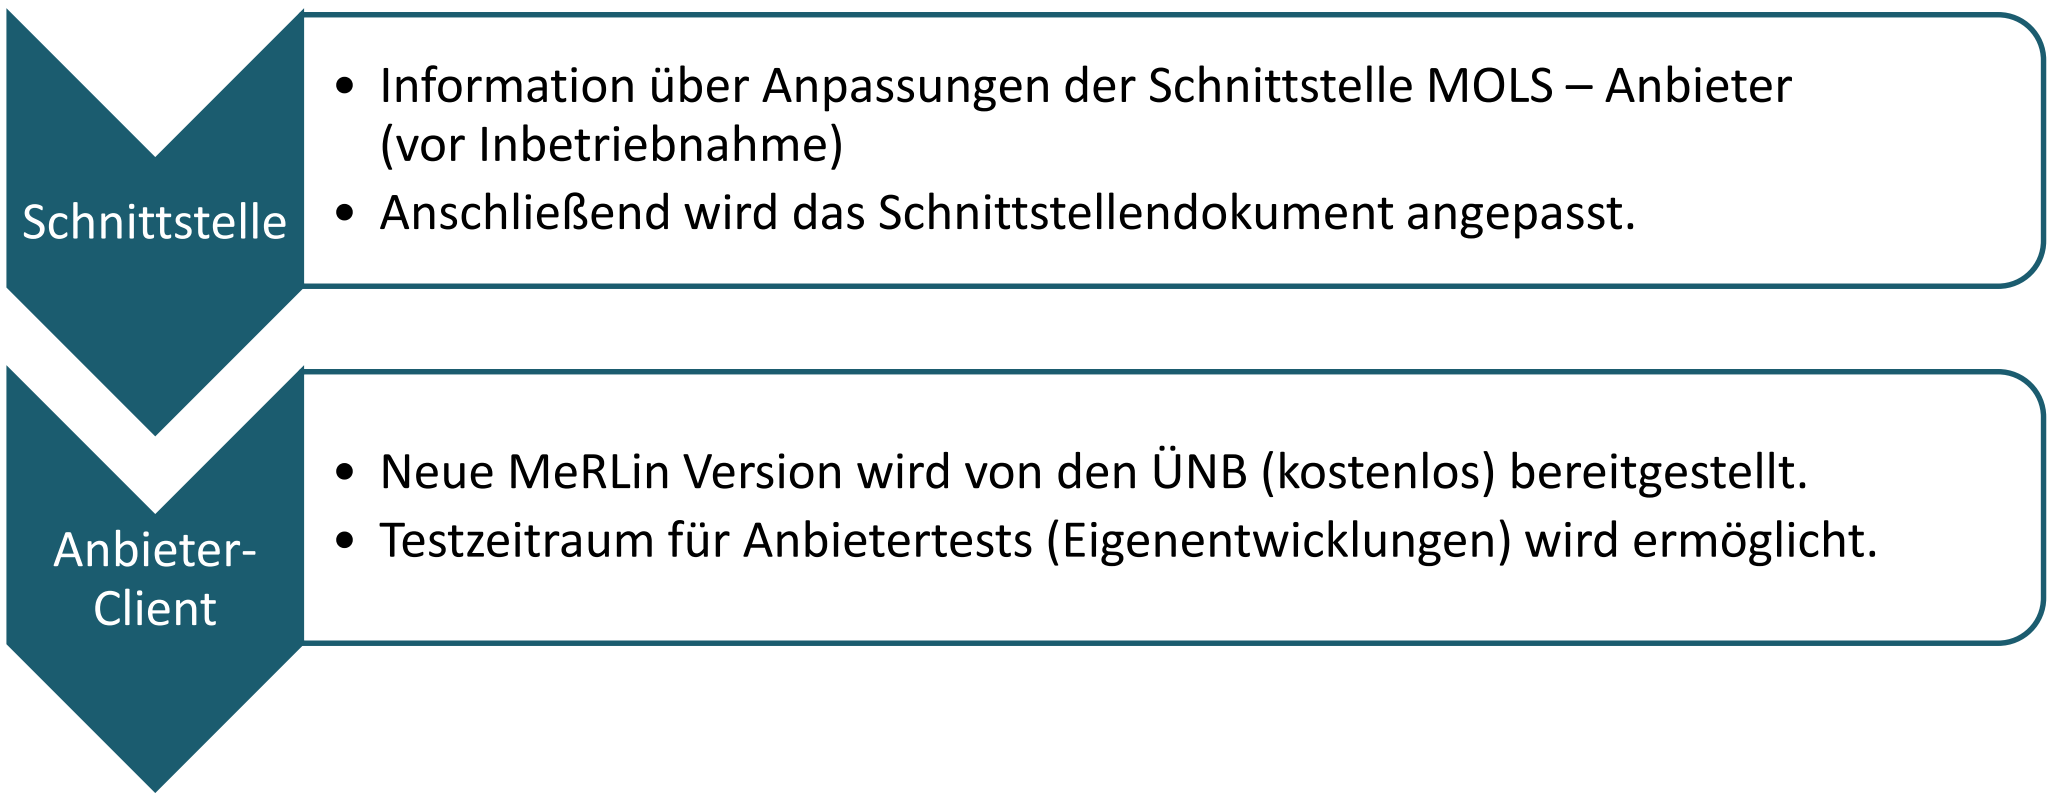 Schnittstelle
• Information über Anpassungen der Schnittstelle MOLS – Anbieter
(vor Inbetriebnahme)
• Anschließend wird das Schnittstellendokument angepasst.
Anbieter-
Client
• Neue MeRLin Version wird von den ÜNB (kostenlos) bereitgestellt.
• Testzeitraum für Anbietertests (Eigenentwicklungen) wird ermöglicht.